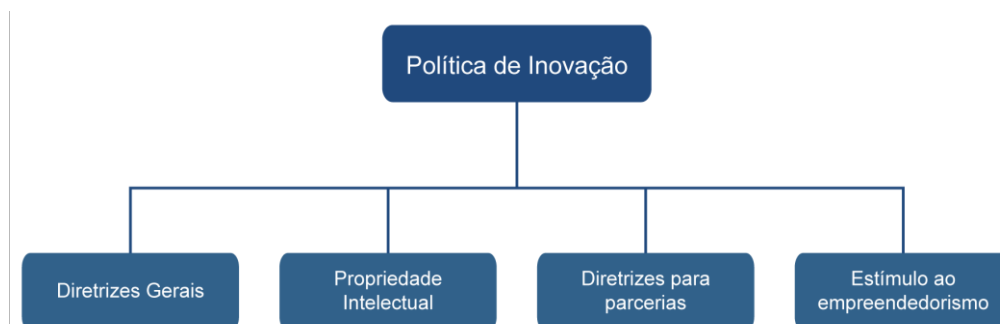 Política de Inovação
Diretrizes Gerais
Propriedade
Intelectual
Diretrizes para
parcerias
Estímulo ao
empreendedorismo